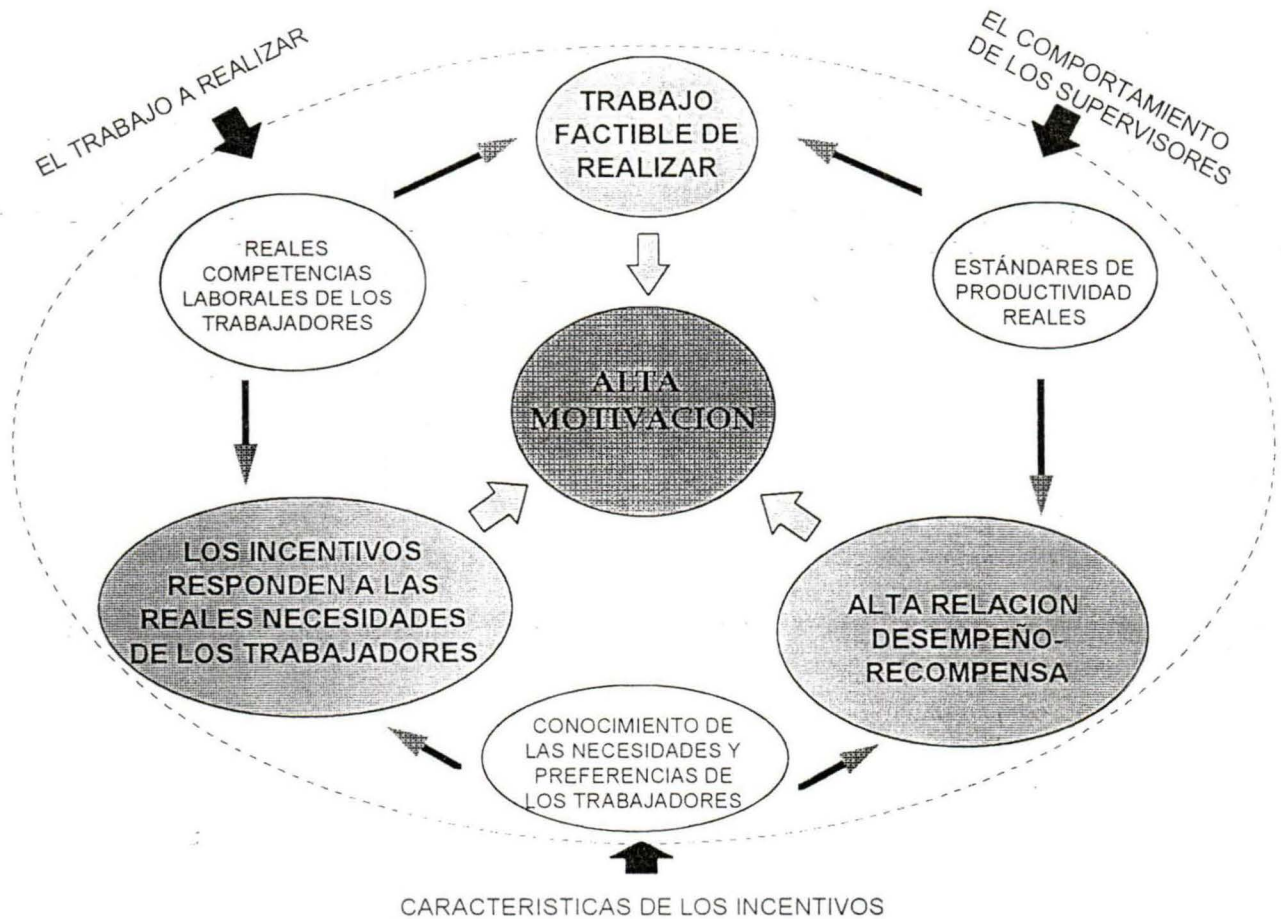 EL TRABAJO A REALIZAR
EL COMPORTAMIENTO
DE LOS SUPERVISORES
TRABAJO
FACTIBLE DE
REALIZAR
REALES
COMPETENCIAS
LABORALES DE LOS
TRABAJADORES
ESTÁNDARES DE
PRODUCTIVIDAD
REALES
ALTA
MOTIVACION
LOS INCENTIVOS
RESPONDEN A LAS
REALES NECESIDADES
DE LOS TRABAJADORES
ALTA RELACION
DESEMPEÑO-
RECOMPENSA
CONOCIMIENTO DE
LAS NECESIDADES Y
PREFERENCIAS DE
LOS TRABAJADORES
CARACTERISTICAS DE LOS INCENTIVOS